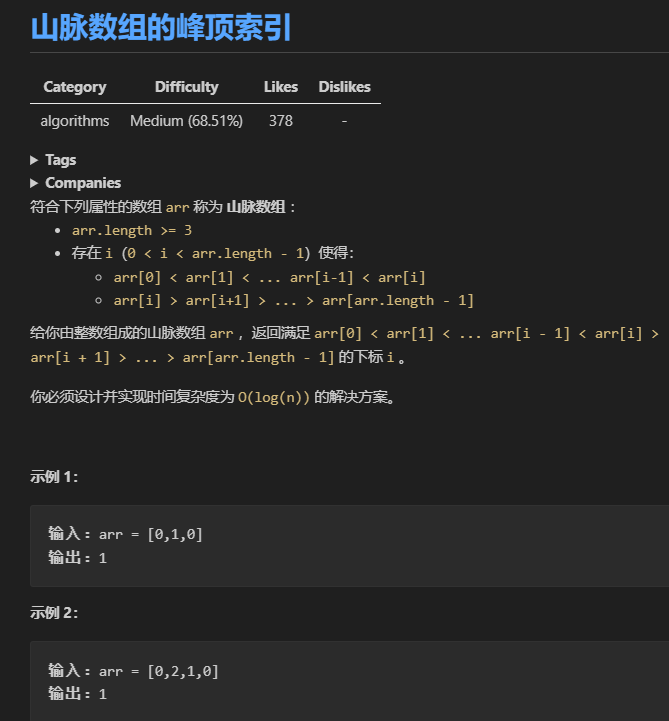 山脉数组的峰顶索引
Category Difficulty Likes Dislikes
algorithms Medium (68.51%) 378 -
Tags
Companies
符合下列属性的数组 arr 称为 山脉数组 ：
arr.length >= 3
存在 i（0 < i < arr.length - 1）使得：
arr[0] < arr[1] < ... arr[i-1] < arr[i]
arr[i] > arr[i+1] > ... > arr[arr.length - 1]
给你由整数组成的山脉数组 arr ，返回满足 arr[0] < arr[1] < ... arr[i - 1] < arr[i] >
arr[i + 1] > ... > arr[arr.length - 1] 的下标 i 。
你必须设计并实现时间复杂度为 O(log(n)) 的解决方案。
示例 1：
输入：arr = [0,1,0]
输出：1
示例 2：
输入：arr = [0,2,1,0]
输出：1